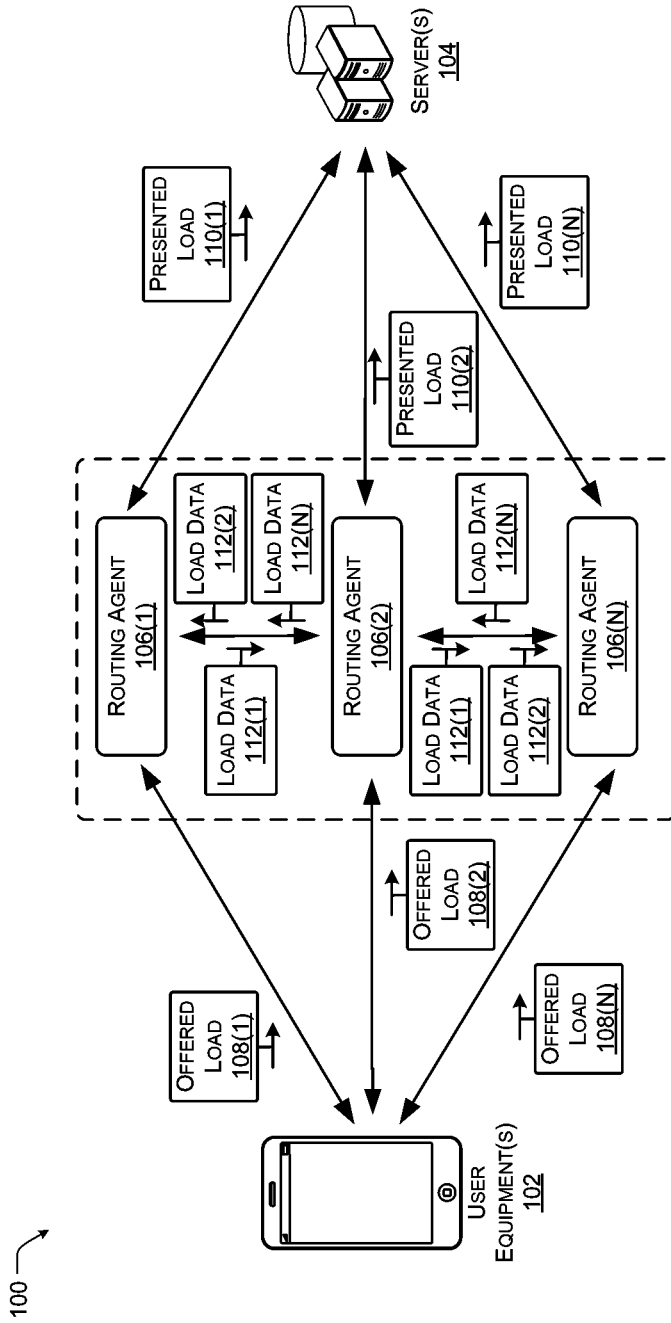 100
USER
EQUIPMENT(S)
102
OFFERED
LOAD
108(1)
OFFERED
LOAD
108(2)
OFFERED
LOAD
108(N)
ROUTING AGENT
106(1)
LOAD DATA
112(1)
LOAD DATA
112(2)
LOAD DATA
112(N)
ROUTING AGENT
106(2)
LOAD DATA
112(1)
LOAD DATA
112(2)
LOAD DATA
112(N)
ROUTING AGENT
106(N)
PRESENTED
LOAD
110(1)
PRESENTED
LOAD
110(2)
PRESENTED
LOAD
110(N)
SERVER(S)
104